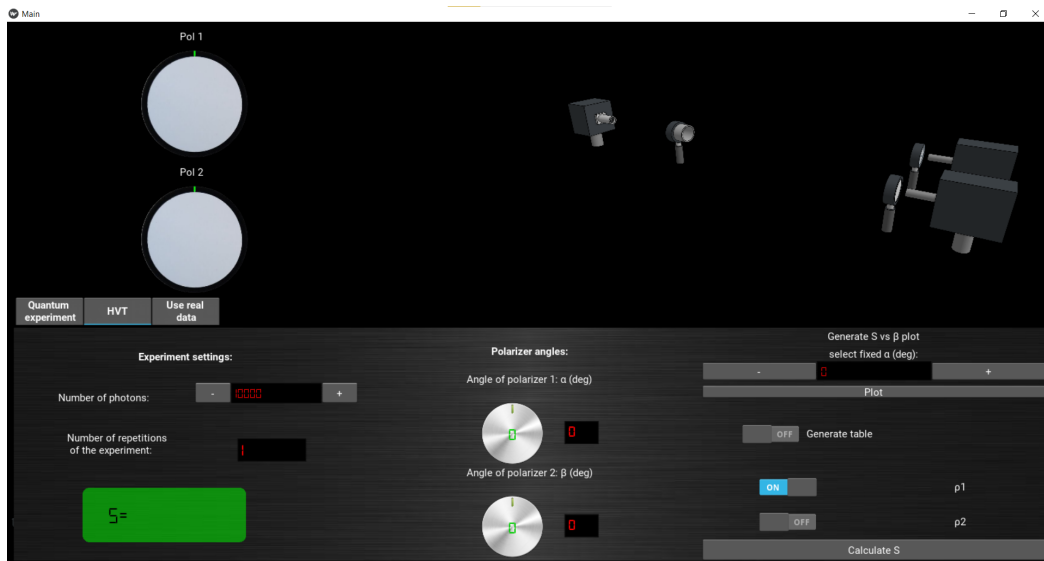 Main
Pol 1
Pol 2
Quantum
experiment
HVT
Use real
data
Experiment settings:
Number of photons:
-
10000
+
Number of repetitions
of the experiment:
1
S=
Polarizer angles:
Angle of polarizer 1: α (deg)
0
0
Angle of polarizer 2: β (deg)
0
0
Generate S vs β plot
select fixed α (deg):
-
0
+
Plot
OFF
Generate table
ON
ρ1
OFF
ρ2
Calculate S